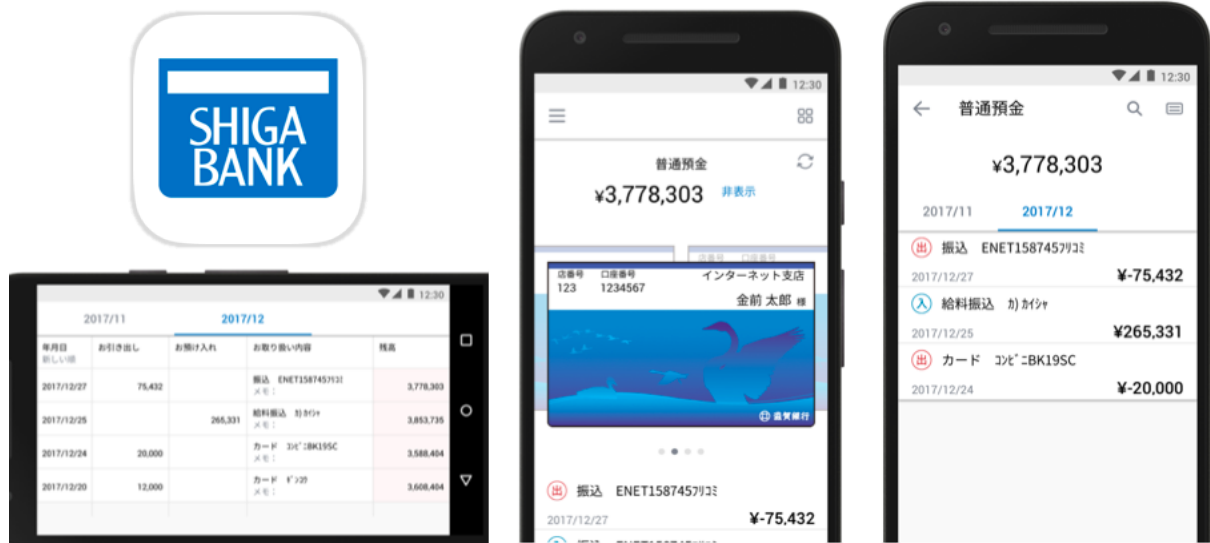 SHIGA
BANK
12:30
2017/11 2017/12
年月日 お引き出し お預け入れ お取り扱い内容 残高
新しい順
2017/12/27 75,432 振込 ENET158745ﾌﾘｺﾐ 3,778,303
メモ:
2017/12/25 265,331 給料振込 ｶ) ｶｲｼｬ 3,853,735
メモ:
2017/12/24 20,000 カード ｺﾝﾋﾞﾆBK19SC 3,588,404
メモ:
2017/12/20 12,000 カード 3,608,404
メモ:
12:30
普通預金
¥3,778,303 非表示
店番号 口座番号
店番号 口座番号 インターネット支店
123 1234567
金前 太郎 様
滋賀銀行
出 振込 ENET158745ﾌﾘｺﾐ
2017/12/27 ¥-75,432
12:30
普通預金
¥3,778,303
2017/11 2017/12
出 振込 ENET158745ﾌﾘｺﾐ
2017/12/27 ¥-75,432
入 給料振込 ｶ) ｶｲｼｬ
2017/12/25 ¥265,331
出 カード ｺﾝﾋﾞﾆBK19SC
2017/12/24 ¥-20,000